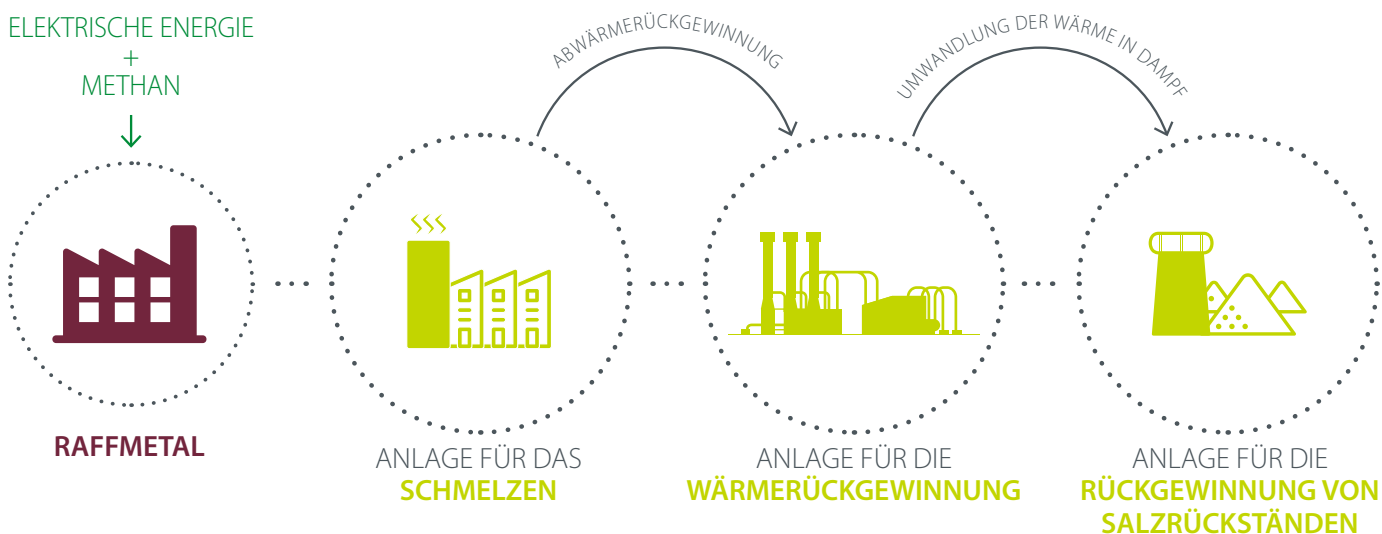 ELEKTRISCHE ENERGIE
+
METHAN
RAFFMETAL
ABWÄRMERÜCKGEWINNUNG
UMWANDLUNG DER WÄRME IN DAMPF
ANLAGE FÜR DAS
SCHMELZEN
ANLAGE FÜR DIE
WÄRMERÜCKGEWINNUNG
ANLAGE FÜR DIE
RÜCKGEWINNUNG VON
SALZRÜCKSTÄNDEN